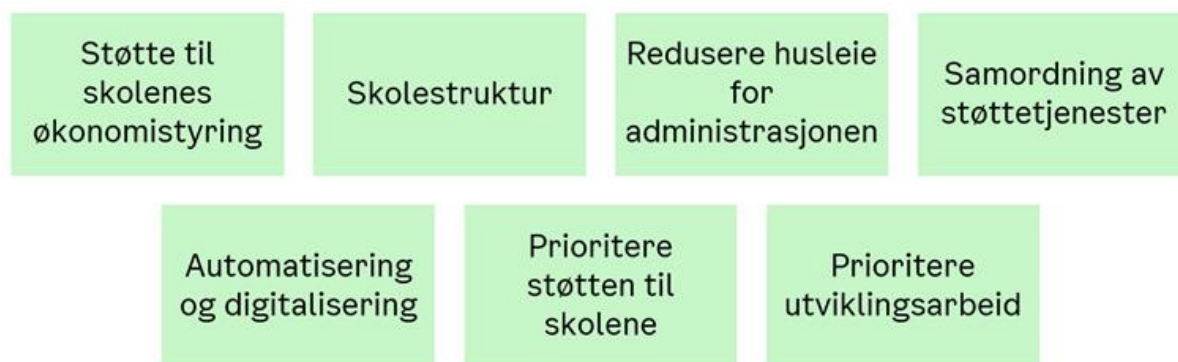 Støtte til
skolenes
økonomistyring
Skolestruktur
Redusere husleie
for
administrasjonen
Samordning av
støttetjenester
Automatisering
og digitalisering
Prioritere
støtten til
skolene
Prioritere
utviklingsarbeid